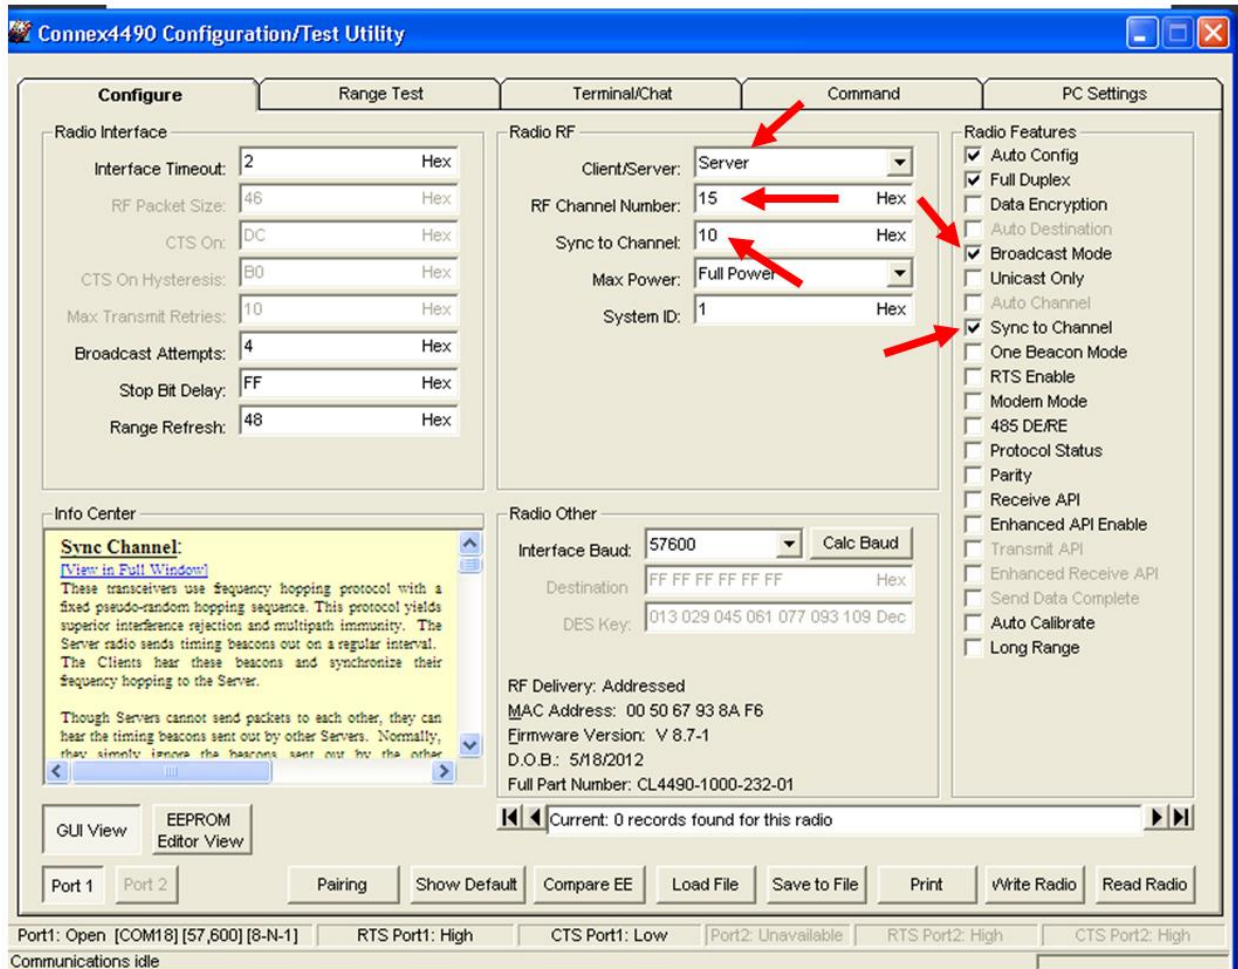 Connex4490 Configuration/Test Utility
Configure Range Test Terminal/Chat Command PC Settings
Radio Interface
Interface Timeout: 2 Hex
RF Packet Size: 46 Hex
CTS On: DC Hex
CTS On Hysteresis: B0 Hex
Max Transmit Retries: 10 Hex
Broadcast Attempts: 4 Hex
Stop Bit Delay: FF Hex
Range Refresh: 48 Hex
Radio RF
Client/Server: Server
RF Channel Number: 15 Hex
Sync to Channel: 10 Hex
Max Power: Full Power
System ID: 1 Hex
Radio Features
Auto Config
Full Duplex
Data Encryption
Auto Destination
Broadcast Mode
Unicast Only
Auto Channel
Sync to Channel
One Beacon Mode
RTS Enable
Modem Mode
485 DE/RE
Protocol Status
Parity
Receive API
Enhanced API Enable
Transmit API
Enhanced Receive API
Send Data Complete
Auto Calibrate
Long Range
Info Center
Sync Channel:
[View in Full Window]
These transceivers use frequency hopping protocol with a
fixed pseudo-random hopping sequence. This protocol yields
superior interference rejection and multipath immunity. The
Server radio sends timing beacons out on a regular interval.
The Clients hear these beacons and synchronize their
frequency hopping to the Server.
Though Servers cannot send packets to each other, they can
hear the timing beacons sent out by other Servers. Normally,
they simply ignore the beacons sent out by the other
Radio Other
Interface Baud: 57600 Calc Baud
Destination FF FF FF FF FF FF Hex
DES Key: 013 029 045 061 077 093 109 Dec
RF Delivery: Addressed
MAC Address: 00 50 67 93 8A F6
Firmware Version: V 8.7-1
D.O.B.: 5/18/2012
Full Part Number: CL4490-1000-232-01
Current: 0 records found for this radio
GUI View
EEPROM
Editor View
Port 1 Port 2 Pairing Show Default Compare EE Load File Save to File Print Write Radio Read Radio
Port1: Open [COM18] [57,600] [8-N-1] RTS Port1: High CTS Port1: Low Port2: Unavailable RTS Port2: High CTS Port2: High
Communications idle